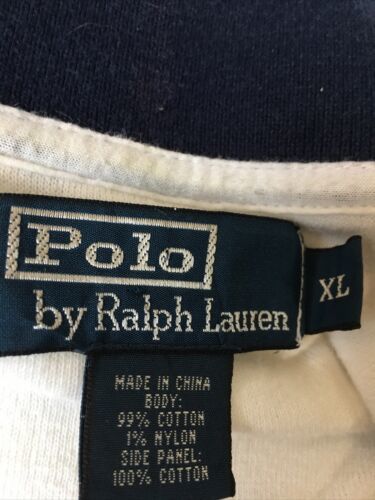 Polo
by Ralph Lauren
XL
MADE IN CHINA
BODY:
99% COTTON
1% NYLON
SIDE PANEL:
100% COTTON